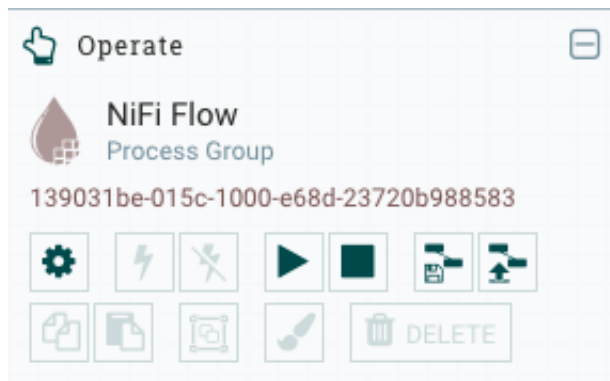 Operate
NiFi Flow
Process Group
139031be-015c-1000-e68d-23720b988583
DELETE